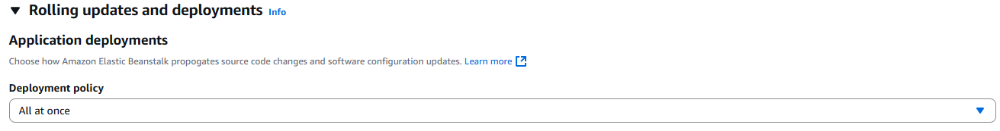 Rolling updates and deployments Info
Application deployments
Choose how Amazon Elastic Beanstalk propogates source code changes and software configuration updates. Learn more
Deployment policy
All at once